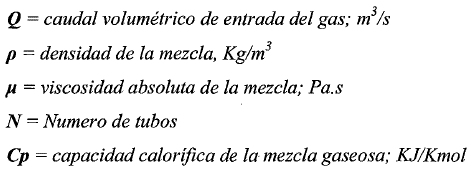 Q = caudal volumétrico de entrada del gas; m³/s
ρ = densidad de la mezcla, Kg/m³
μ = viscosidad absoluta de la mezcla; Pa.s
N = Numero de tubos
Cp = capacidad calorífica de la mezcla gaseosa; KJ/Kmol